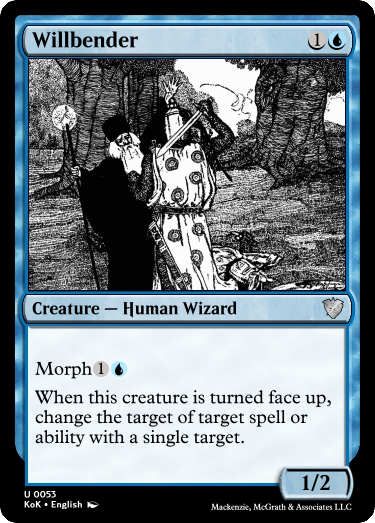 Willbender
1
Creature — Human Wizard
Morph 1
When this creature is turned face up,
change the target of target spell or
ability with a single target.
1/2
U 0053
KoK • English
Mackenzie, McGrath & Associates LLC